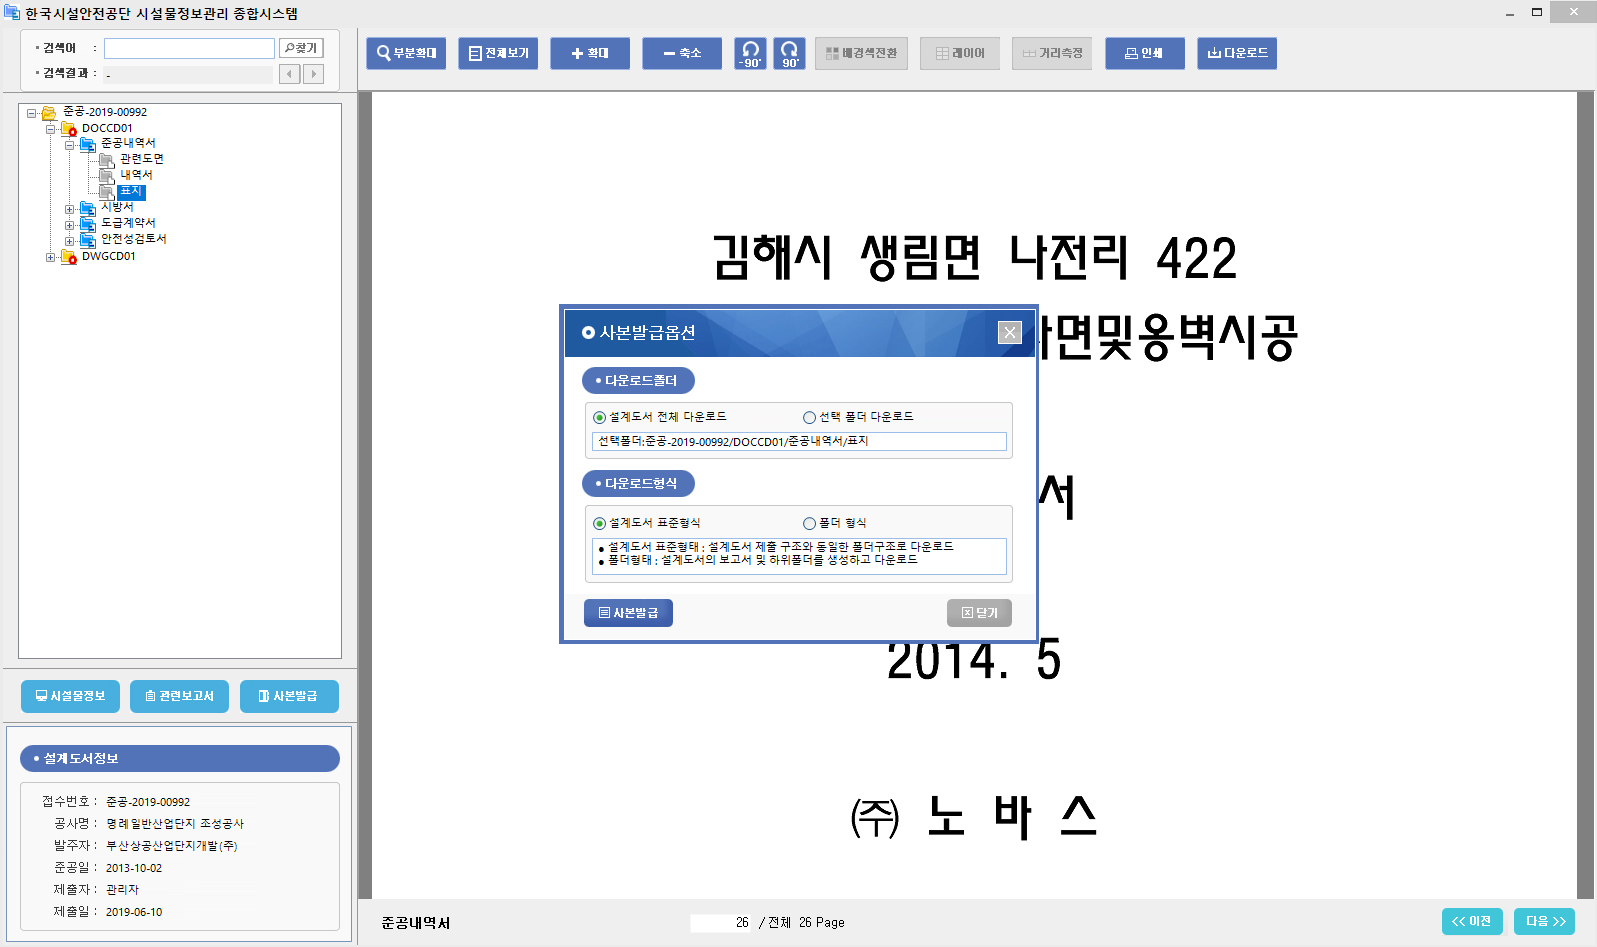 한국시설안전공단 시설물정보관리 종합시스템
• 검색어 :
찾기
• 검색결과 : -
부분확대
전체보기
확대
축소
-90°
90°
배경색전환
레이어
거리측정
인쇄
다운로드
준공-2019-00992
DOCCD01
준공내역서
관련도면
내역서
표지
시방서
도급계약서
안전성검토서
DWGCD01
시설물정보
관련보고서
사본발급
• 설계도서정보
접수번호 : 준공-2019-00992
공사명 : 명례일반산업단지 조성공사
발주자 : 부산상공산업단지개발(주)
준공일 : 2013-10-02
제출자 : 관리자
제출일 : 2019-06-10
김해시 생림면 나전리 422
사면및옹벽시공
서
2014. 5
㈜ 노 바 스
사본발급옵션
• 다운로드폴더
설계도서 전체 다운로드
선택 폴더 다운로드
선택폴더:준공-2019-00992/DOCCD01/준공내역서/표지
• 다운로드형식
설계도서 표준형식
폴더 형식
● 설계도서 표준형태 : 설계도서 제출 구조와 동일한 폴더구조로 다운로드
● 폴더형태 : 설계도서의 보고서 및 하위폴더를 생성하고 다운로드
사본발급
닫기
준공내역서
26 /전체 26 Page
<< 이전
다음 >>